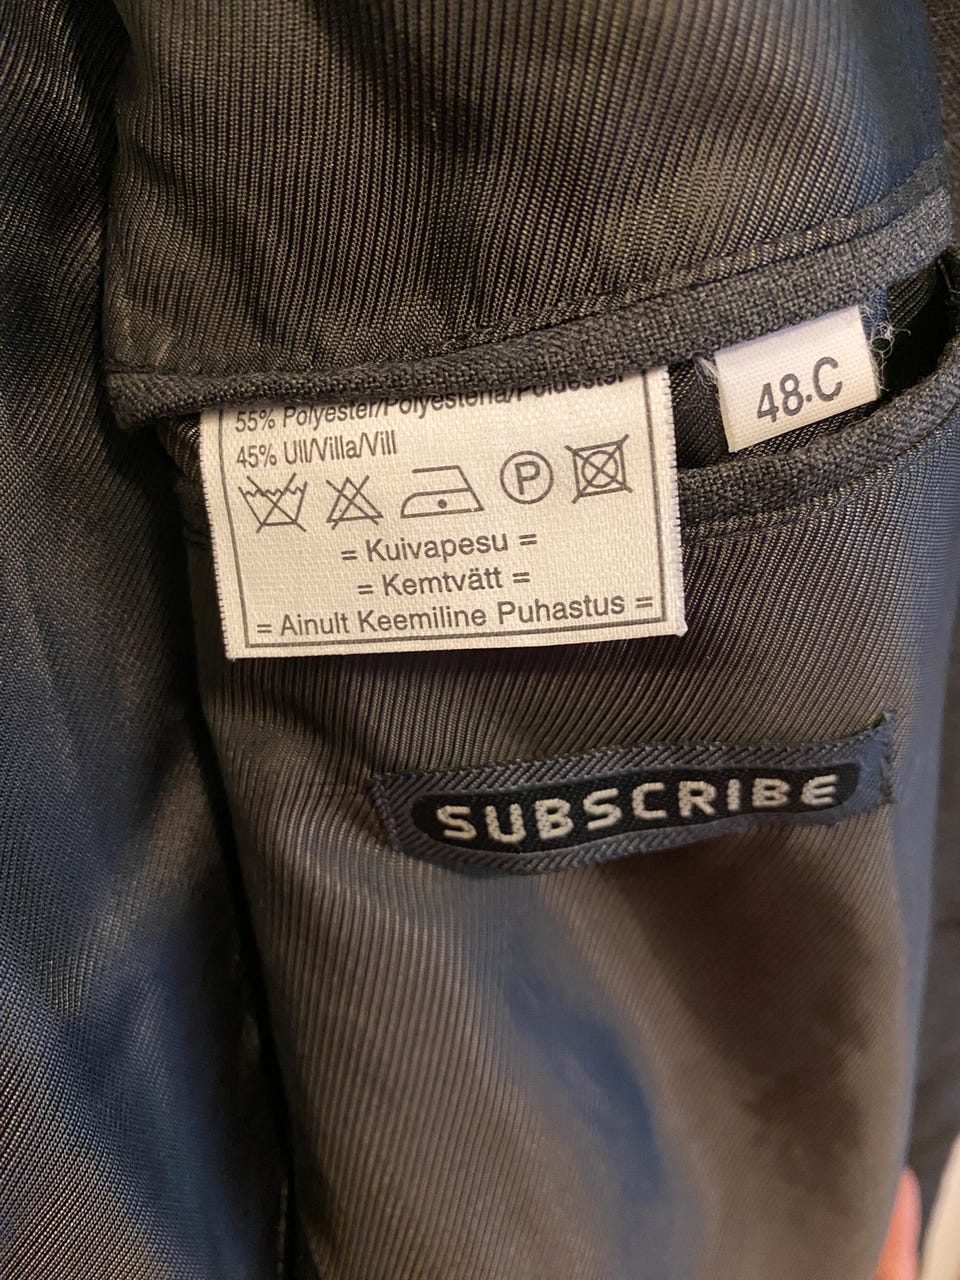 55% Polyester/Polyesteria/Polüester
45% Ull/Villa/Vill
P
= Kuivapesu =
= Kemtvätt =
= Ainult Keemiline Puhastus =
48.C
SUBSCRIBE